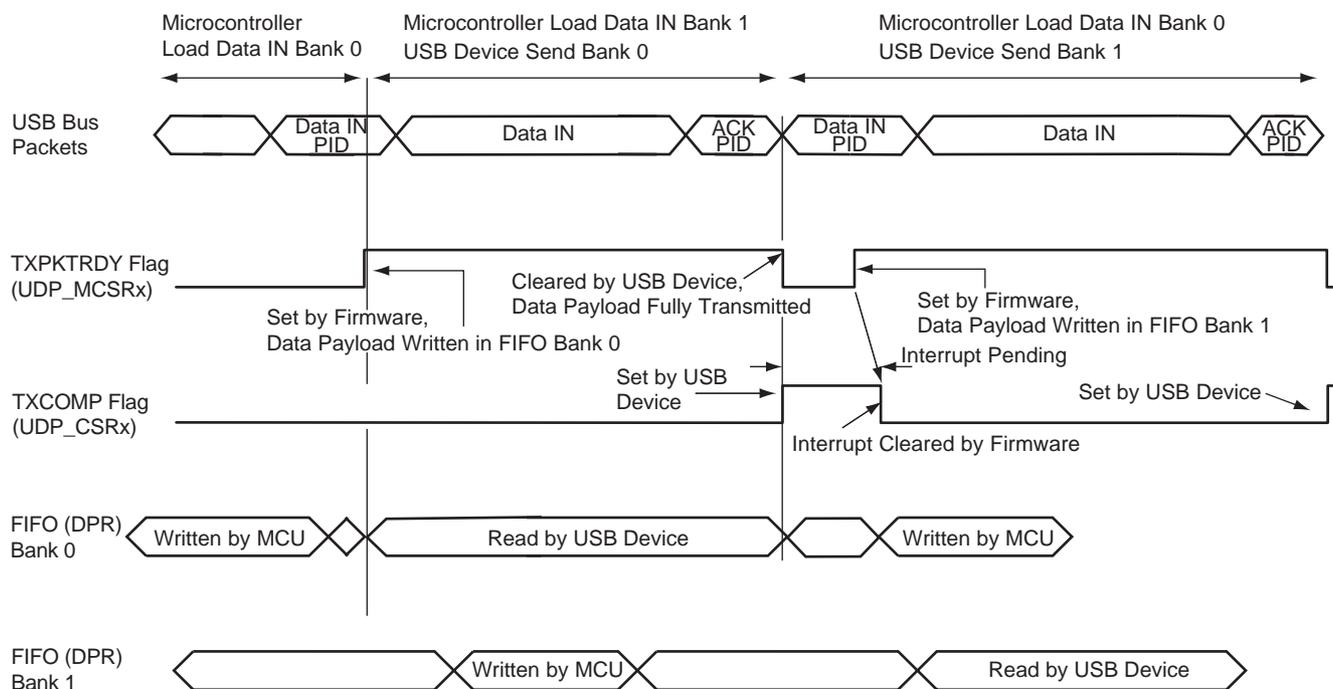 Microcontroller
Load Data IN Bank 0
Microcontroller Load Data IN Bank 1
USB Device Send Bank 0
Microcontroller Load Data IN Bank 0
USB Device Send Bank 1
USB Bus
Packets
Data IN
PID
Data IN
ACK
PID
Data IN
PID
Data IN
ACK
PID
TXPKTRDY Flag
(UDP_MCSRx)
Set by Firmware,
Data Payload Written in FIFO Bank 0
Cleared by USB Device,
Data Payload Fully Transmitted
Set by Firmware,
Data Payload Written in FIFO Bank 1
Interrupt Pending
TXCOMP Flag
(UDP_CSRx)
Set by USB
Device
Set by USB Device
Interrupt Cleared by Firmware
FIFO (DPR)
Bank 0
Written by MCU
Read by USB Device
Written by MCU
FIFO (DPR)
Bank 1
Written by MCU
Read by USB Device